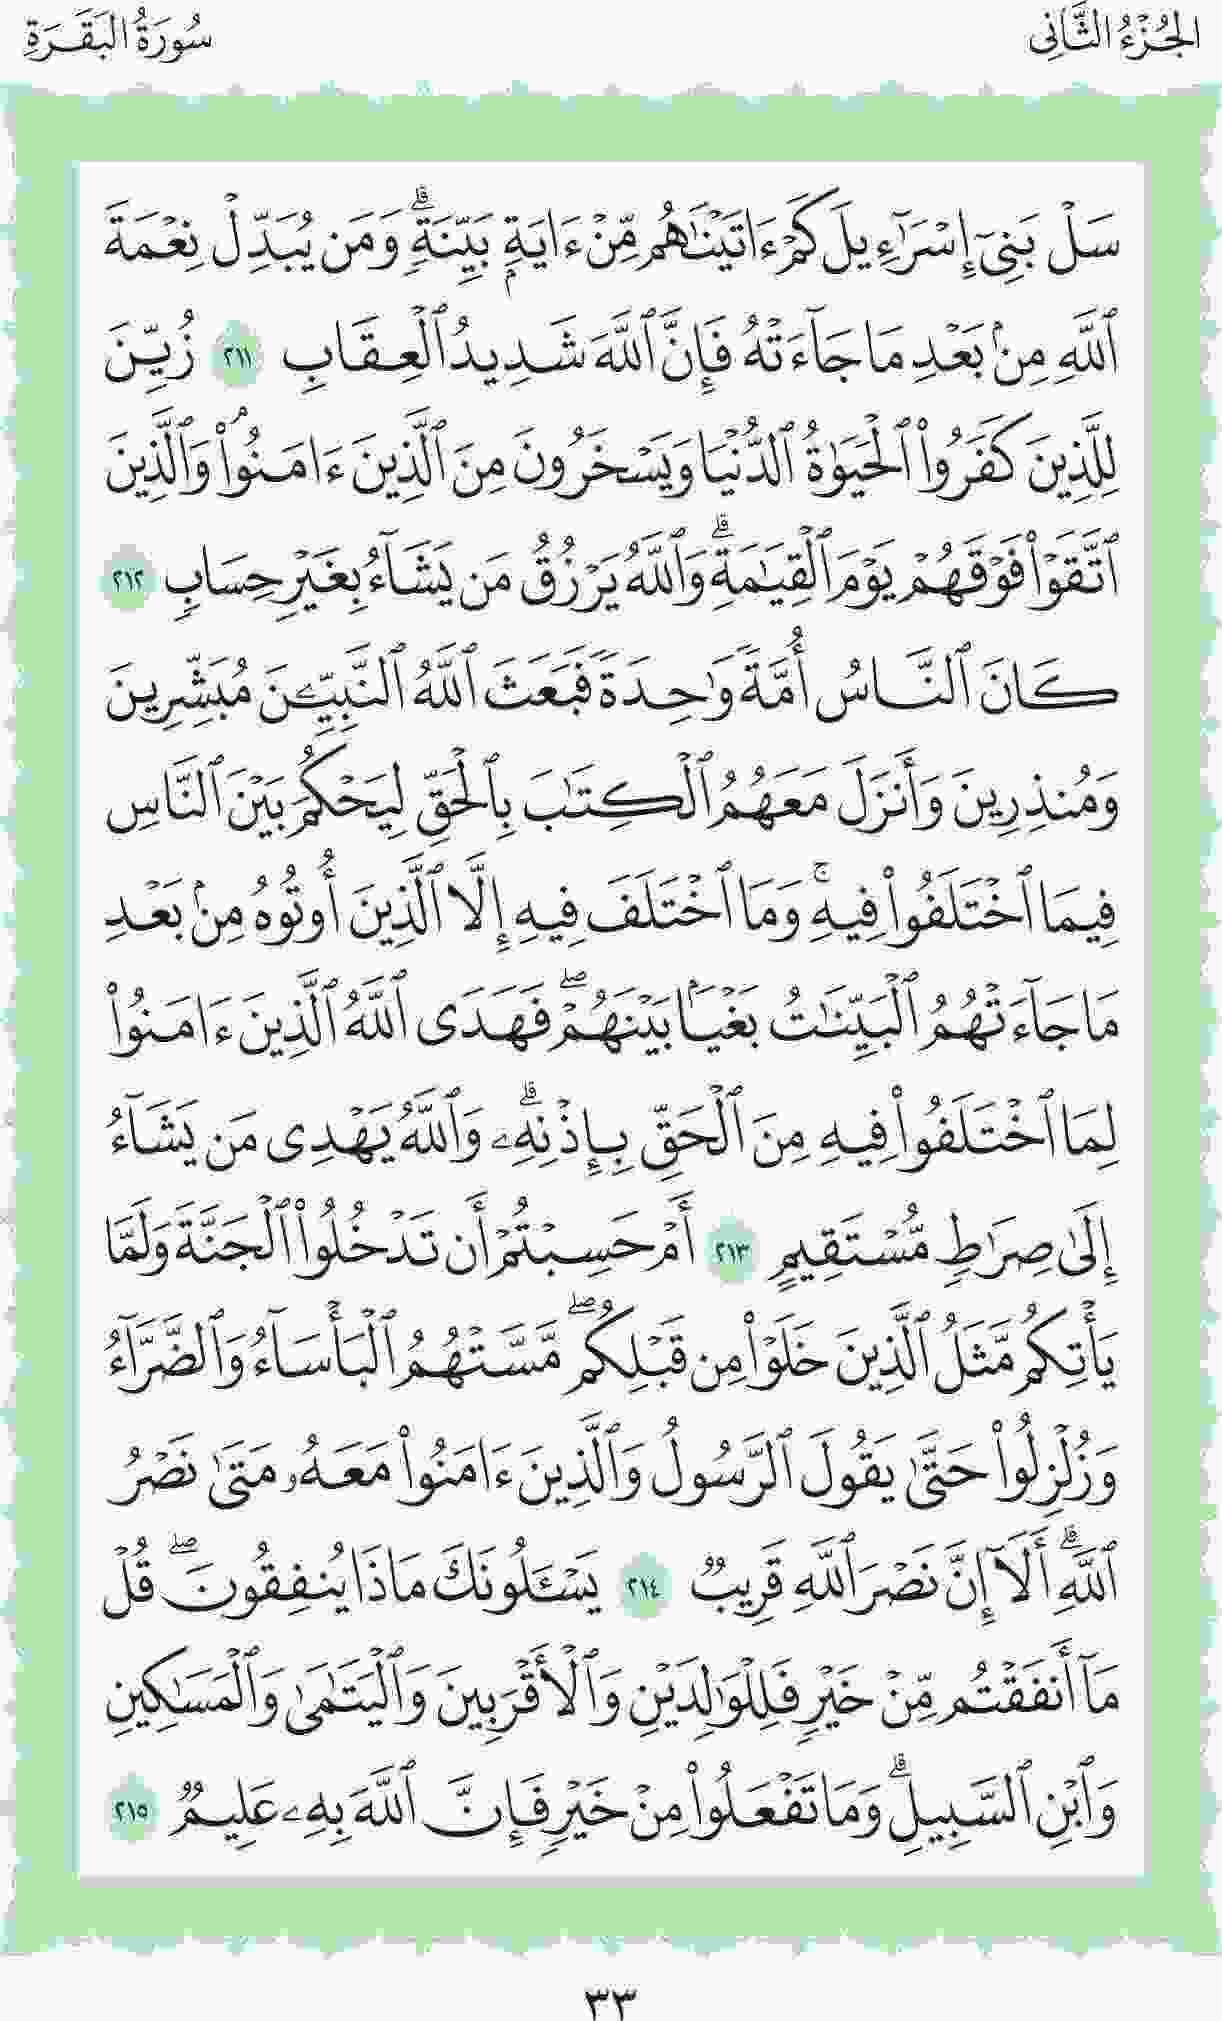 الجُزْءُ الثَّانِي
سُورَةُ البَقَرَةِ
سَلْ بَنِىٓ إِسْرَٰٓءِيلَ كَمْ ءَاتَيْنَٰهُم مِّنْ ءَايَةٍۭ بَيِّنَةٍۗ وَمَن يُبَدِّلْ نِعْمَةَ
ٱللَّهِ مِنۢ بَعْدِ مَا جَآءَتْهُ فَإِنَّ ٱللَّهَ شَدِيدُ ٱلْعِقَابِ ٢١١ زُيِّنَ
لِلَّذِينَ كَفَرُوا۟ ٱلْحَيَوٰةُ ٱلدُّنْيَا وَيَسْخَرُونَ مِنَ ٱلَّذِينَ ءَامَنُوا۟ۘ وَٱلَّذِينَ
ٱتَّقَوْا۟ فَوْقَهُمْ يَوْمَ ٱلْقِيَٰمَةِۗ وَٱللَّهُ يَرْزُقُ مَن يَشَآءُ بِغَيْرِ حِسَابٍ ٢١٢
كَانَ ٱلنَّاسُ أُمَّةً وَٰحِدَةً فَبَعَثَ ٱللَّهُ ٱلنَّبِيِّـۧنَ مُبَشِّرِينَ
وَمُنذِرِينَ وَأَنزَلَ مَعَهُمُ ٱلْكِتَٰبَ بِٱلْحَقِّ لِيَحْكُمَ بَيْنَ ٱلنَّاسِ
فِيمَا ٱخْتَلَفُوا۟ فِيهِۚ وَمَا ٱخْتَلَفَ فِيهِ إِلَّا ٱلَّذِينَ أُوتُوهُ مِنۢ بَعْدِ
مَا جَآءَتْهُمُ ٱلْبَيِّنَٰتُ بَغْيًۢا بَيْنَهُمْۖ فَهَدَى ٱللَّهُ ٱلَّذِينَ ءَامَنُوا۟
لِمَا ٱخْتَلَفُوا۟ فِيهِ مِنَ ٱلْحَقِّ بِإِذْنِهِۦۗ وَٱللَّهُ يَهْدِى مَن يَشَآءُ
إِلَىٰ صِرَٰطٍ مُّسْتَقِيمٍ ٢١٣ أَمْ حَسِبْتُمْ أَن تَدْخُلُوا۟ ٱلْجَنَّةَ وَلَمَّا
يَأْتِكُم مَّثَلُ ٱلَّذِينَ خَلَوْا۟ مِن قَبْلِكُمۖ مَّسَّتْهُمُ ٱلْبَأْسَآءُ وَٱلضَّرَّآءُ
وَزُلْزِلُوا۟ حَتَّىٰ يَقُولَ ٱلرَّسُولُ وَٱلَّذِينَ ءَامَنُوا۟ مَعَهُۥ مَتَىٰ نَصْرُ
ٱللَّهِۗ أَلَآ إِنَّ نَصْرَ ٱللَّهِ قَرِيبٌ ٢١٤ يَسْـَٔلُونَكَ مَاذَا يُنفِقُونَۖ قُلْ
مَآ أَنفَقْتُم مِّنْ خَيْرٍ فَلِلْوَٰلِدَيْنِ وَٱلْأَقْرَبِينَ وَٱلْيَتَٰمَىٰ وَٱلْمَسَٰكِينِ
وَٱبْنِ ٱلسَّبِيلِۗ وَمَا تَفْعَلُوا۟ مِنْ خَيْرٍ فَإِنَّ ٱللَّهَ بِهِۦ عَلِيمٌ ٢١٥
٣٣